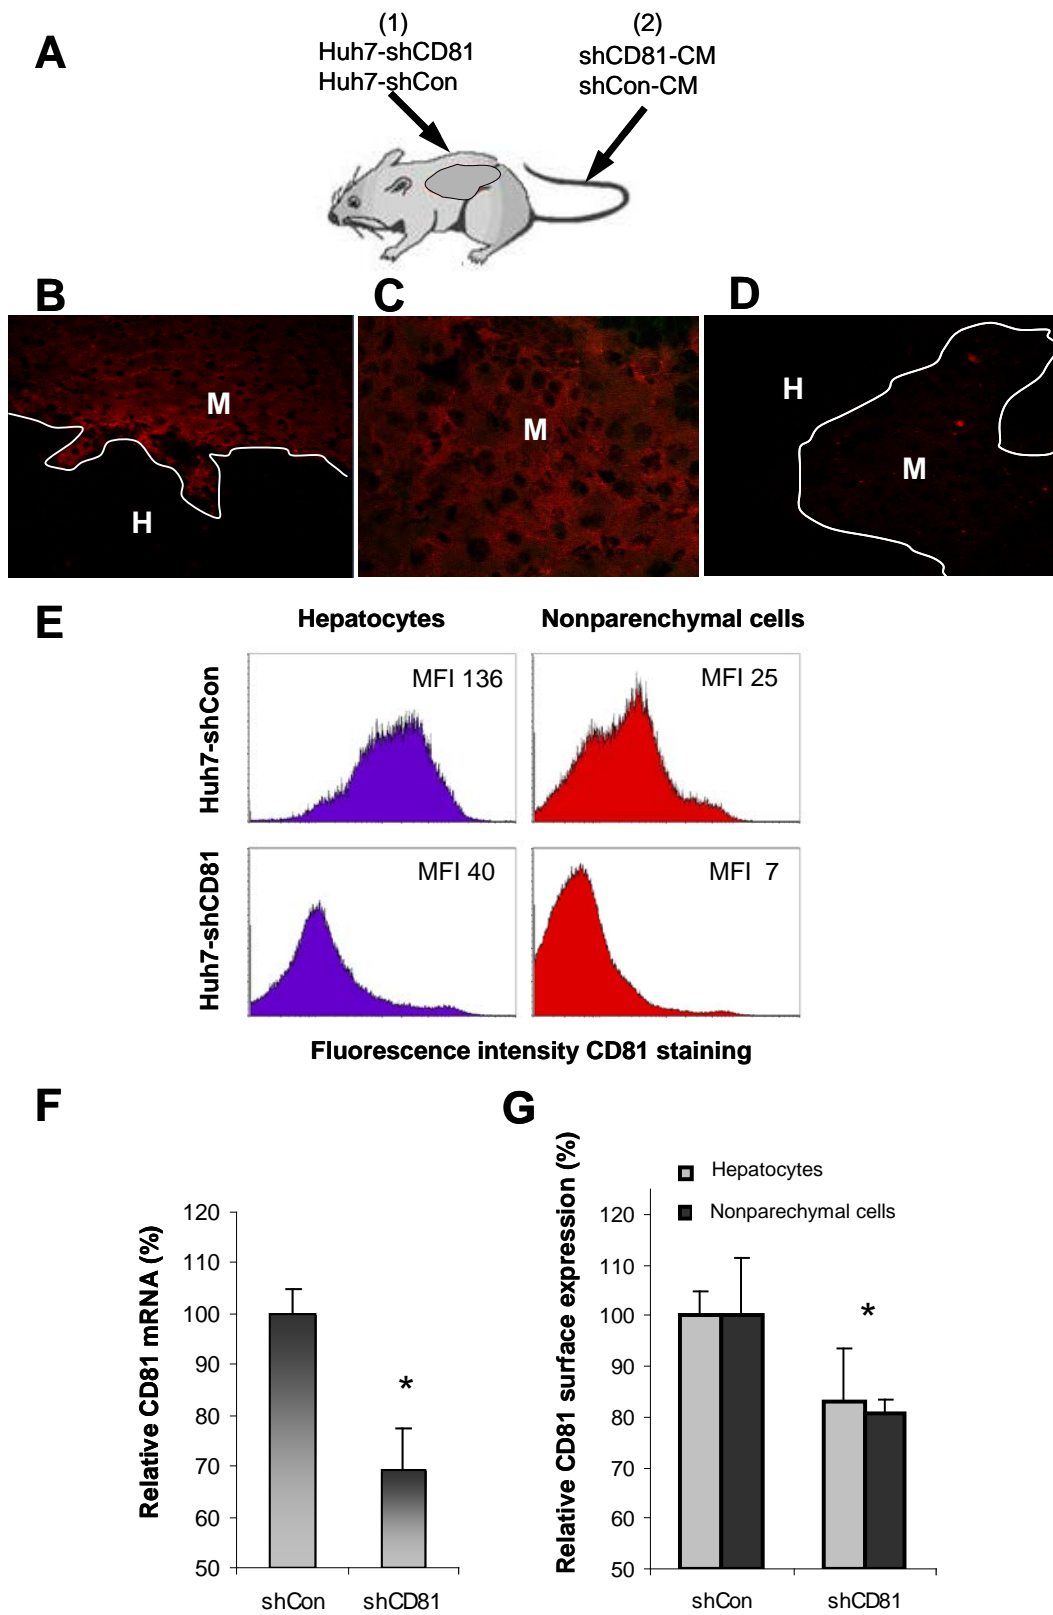 A
(1)
Huh7-shCD81
Huh7-shCon
(2)
shCD81-CM
shCon-CM
B
C
D
M
H
M
H
M
E
Hepatocytes
Nonparenchymal cells
Huh7-shCon
MFI 136
MFI 25
Huh7-shCD81
MFI 40
MFI 7
Fluorescence intensity CD81 staining
F
Relative CD81 mRNA (%)
120
110
100
90
80
70
60
50
*
shCon
shCD81
G
Relative CD81 surface expression (%)
Hepatocytes
Nonparechymal cells
120
110
100
90
80
70
60
50
*
shCon
shCD81